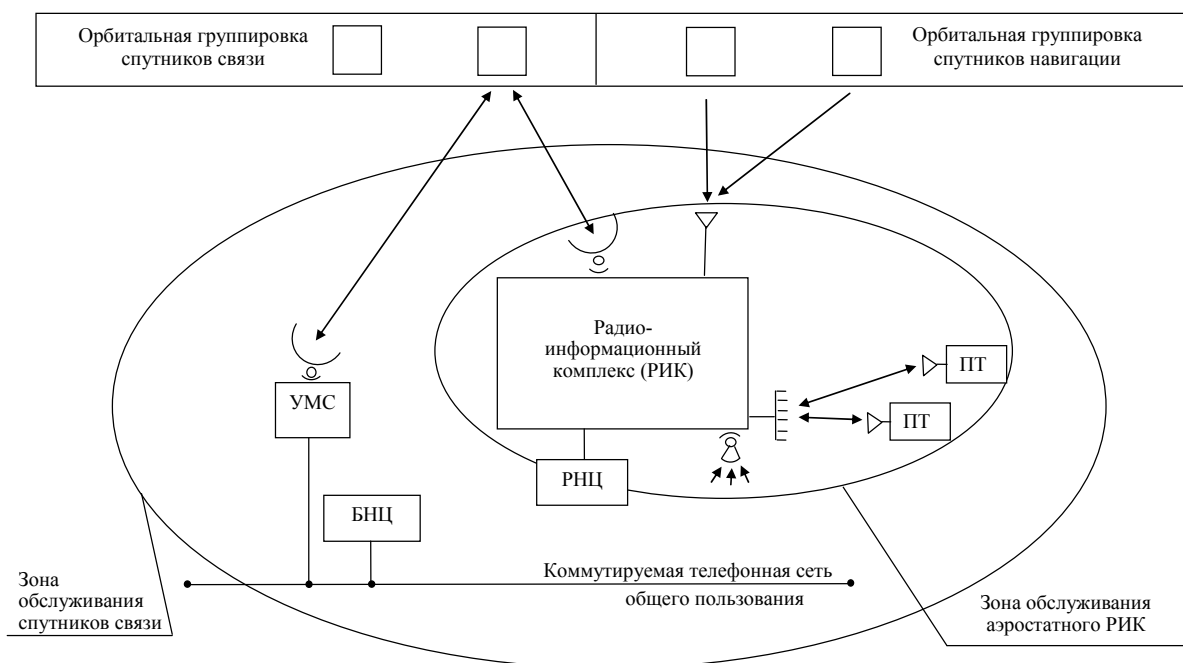 Орбитальная группировка
спутников связи
Орбитальная группировка
спутников навигации
Радио-
информационный
комплекс (РИК)
ПТ
ПТ
УМС
РНЦ
БНЦ
Коммутируемая телефонная сеть
общего пользования
Зона
обслуживания
спутников связи
Зона обслуживания
аэростатного РИК